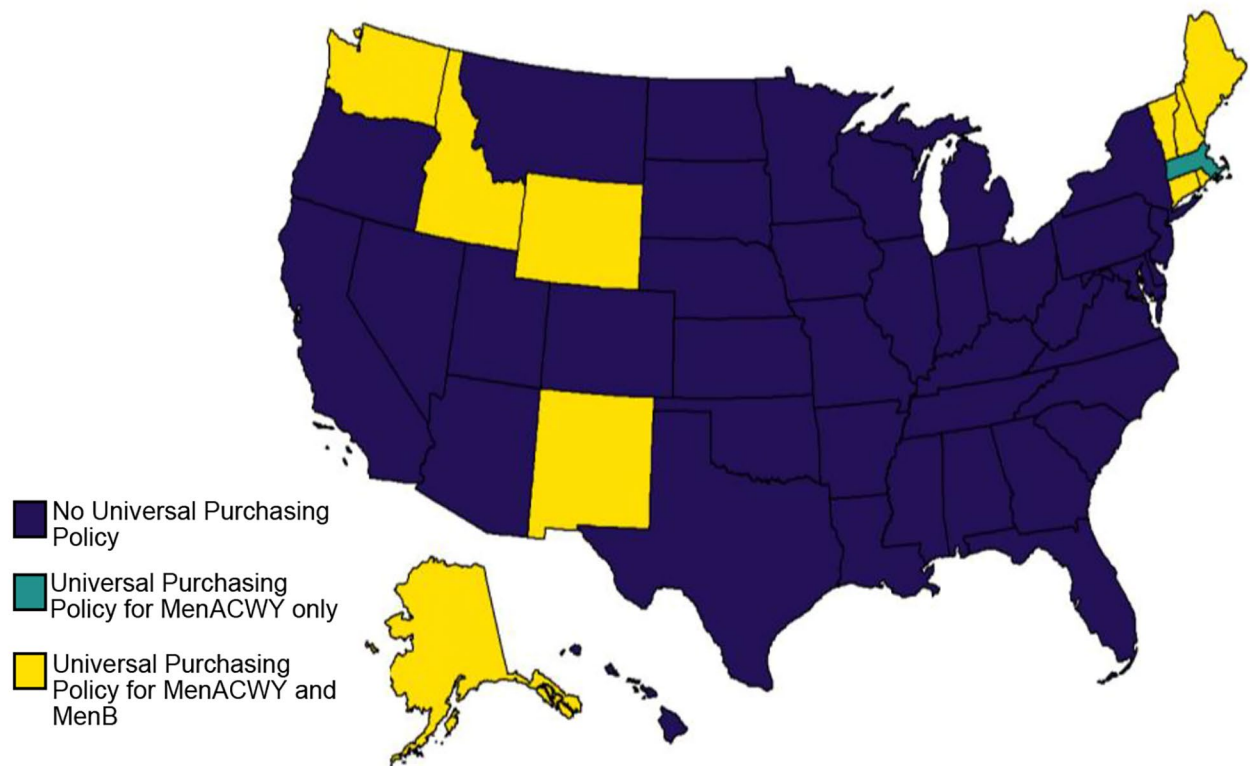 No Universal Purchasing
Policy
Universal Purchasing
Policy for MenACWY only
Universal Purchasing
Policy for MenACWY and
MenB